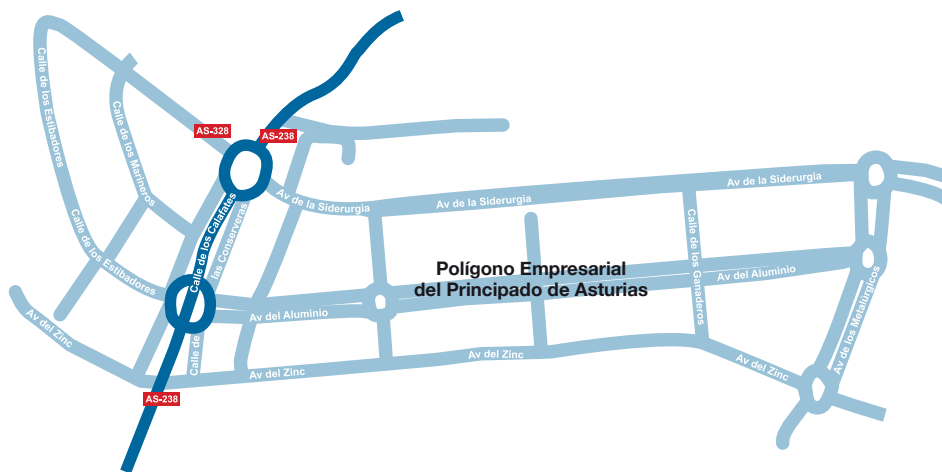 Calle de los Estibadores
Calle de los Marineros
AS-328
AS-238
Av de la Siderurgia
Av de la Siderurgia
Av de la Siderurgia
Calle de los Calafates
Calle de las Conserveras
Calle de los Ganaderos
Calle de los Estibadores
Polígono Empresarial
del Principado de Asturias
Av del Aluminio
Av del Aluminio
Av de los Metalúrgicos
Av del Zinc
Av del Zinc
Av del Zinc
Av del Zinc
AS-238